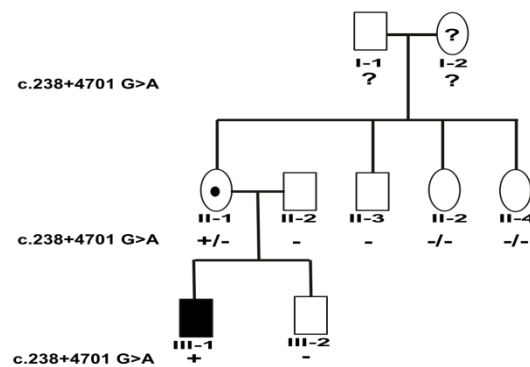 ?
I-1 I-2
c.238+4701 G>A ? ?
II-1 II-2 II-3 II-2 II-4
c.238+4701 G>A +/- - - -/- -/-
III-1 III-2
c.238+4701 G>A + -